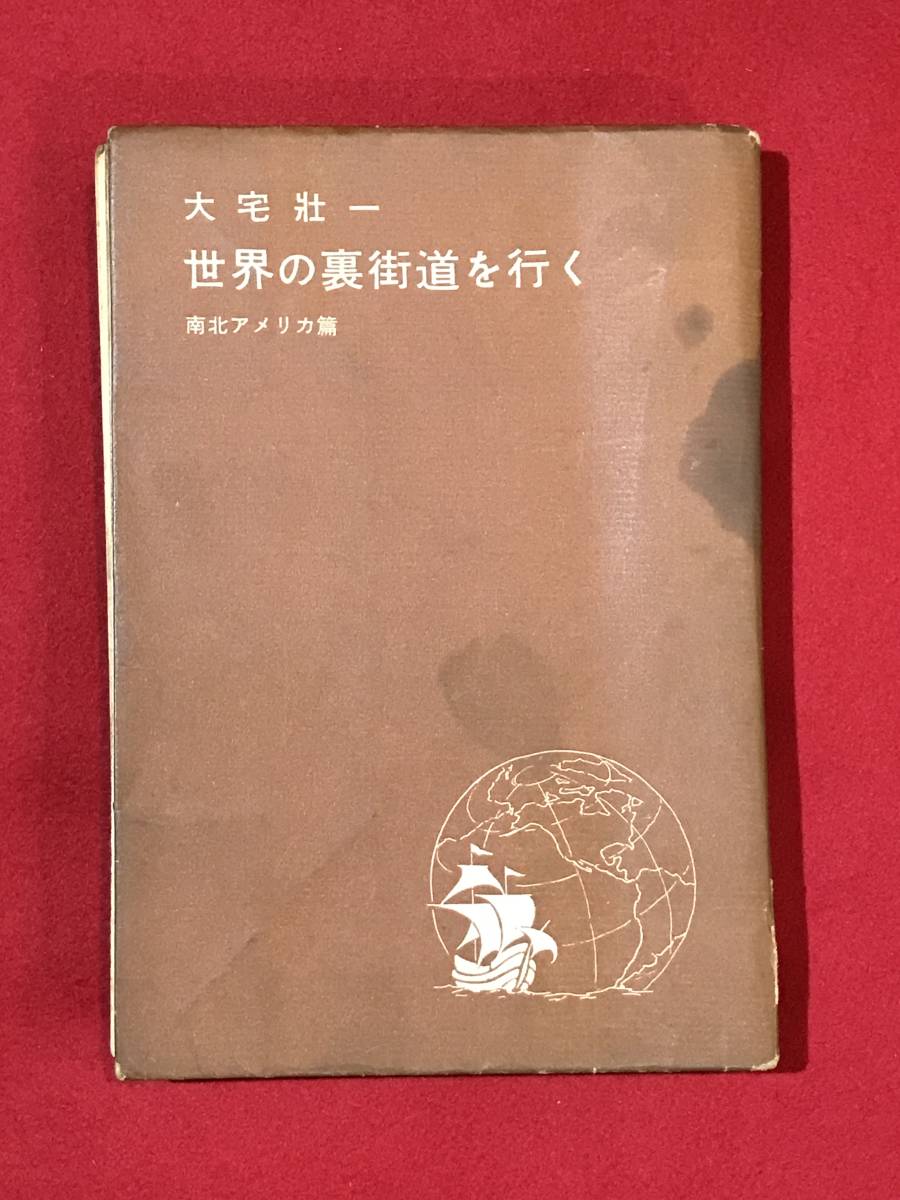 大宅壯一
世界の裏街道を行く
南北アメリカ篇